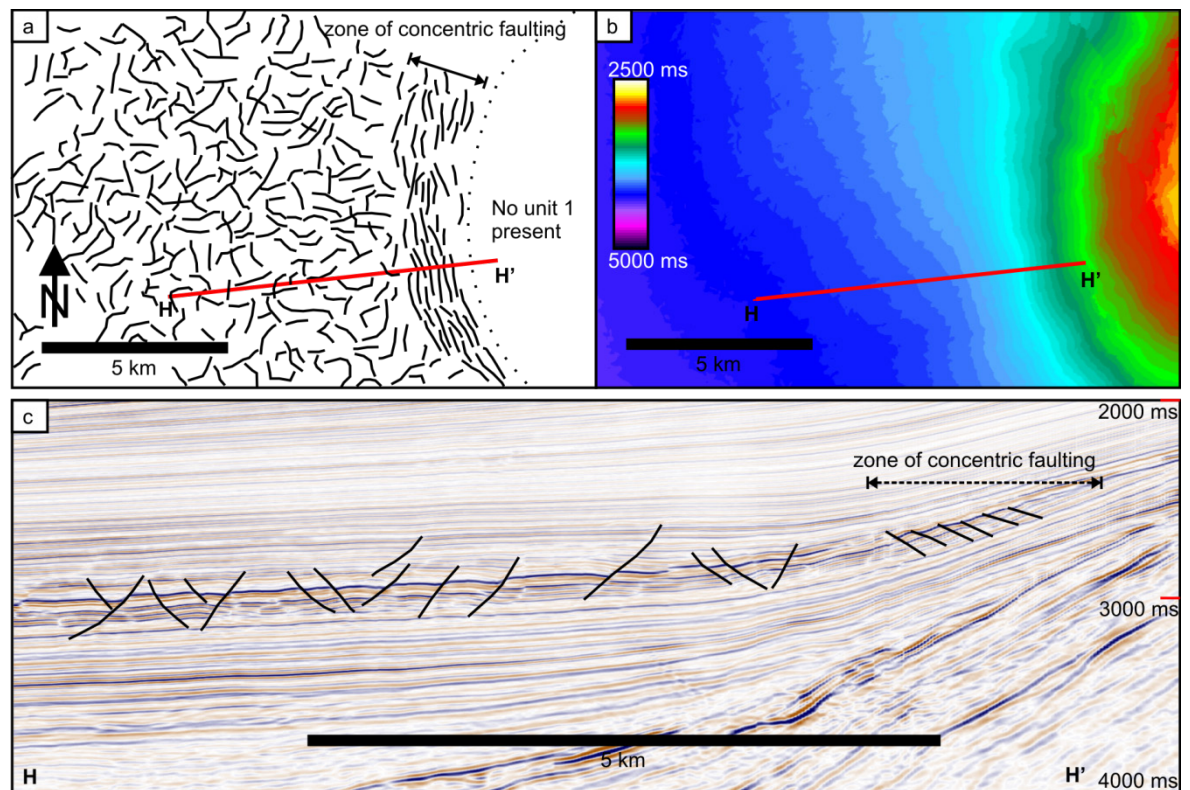 a
zone of concentric faulting
No unit 1
present
H
H'
N
5 km
b
2500 ms
5000 ms
H
H'
5 km
c
2000 ms
zone of concentric faulting
3000 ms
5 km
H
H'
4000 ms